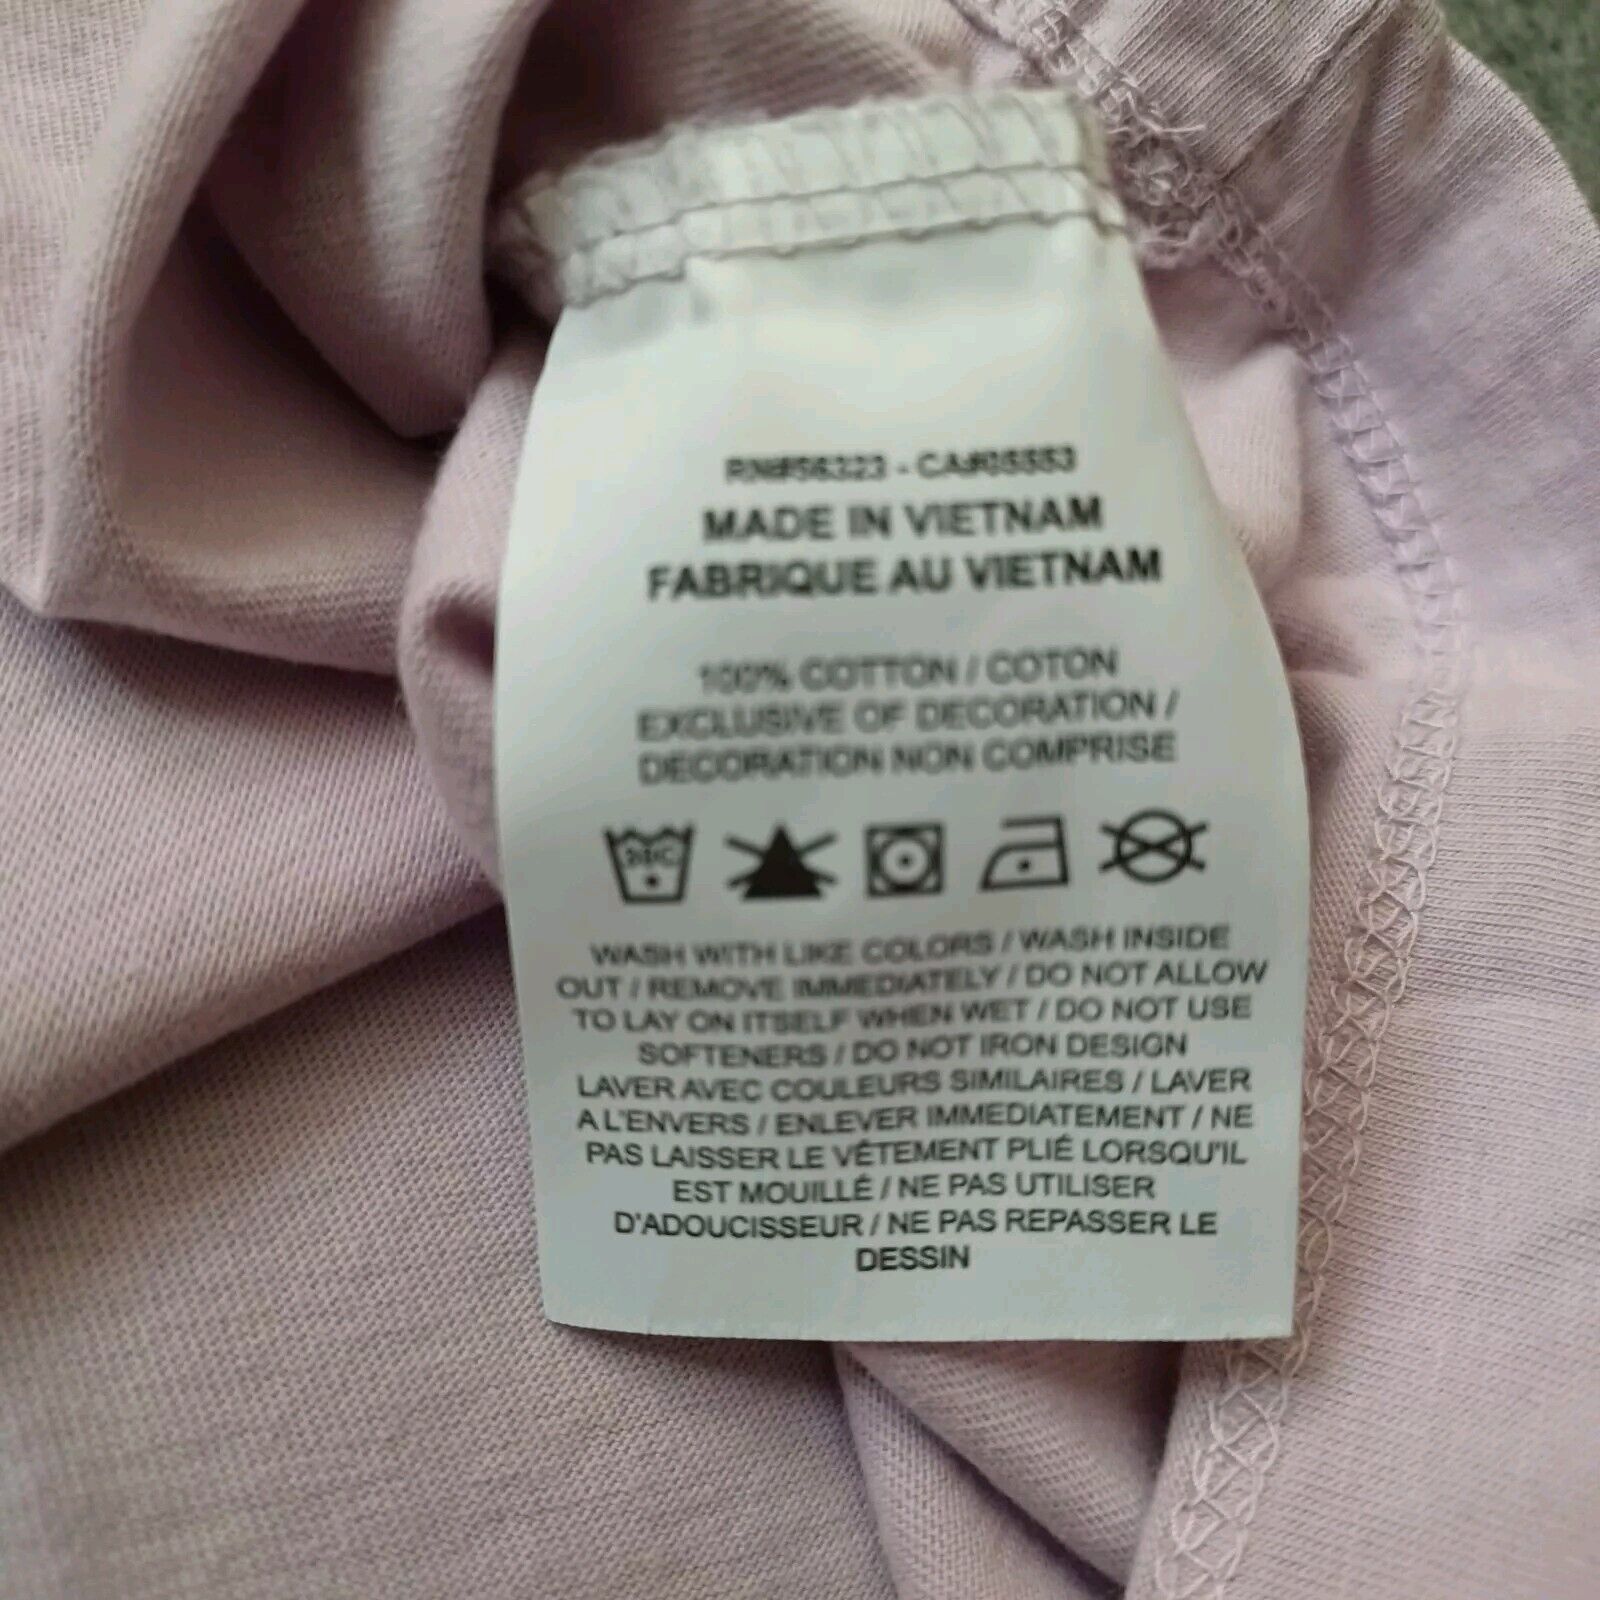 RN#56323 - CA#05553
MADE IN VIETNAM
FABRIQUE AU VIETNAM
100% COTTON / COTON
EXCLUSIVE OF DECORATION /
DECORATION NON COMPRISE
30C
WASH WITH LIKE COLORS / WASH INSIDE
OUT / REMOVE IMMEDIATELY / DO NOT ALLOW
TO LAY ON ITSELF WHEN WET / DO NOT USE
SOFTENERS / DO NOT IRON DESIGN
LAVER AVEC COULEURS SIMILAIRES / LAVER
A L'ENVERS / ENLEVER IMMEDIATEMENT / NE
PAS LAISSER LE VÊTEMENT PLIÉ LORSQU'IL
EST MOUILLÉ / NE PAS UTILISER
D'ADOUCISSEUR / NE PAS REPASSER LE
DESSIN